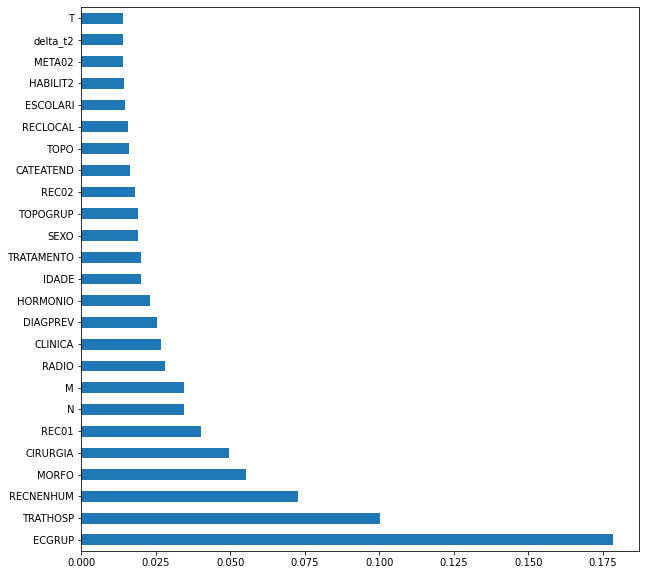 T
delta_t2
META02
HABILIT2
ESCOLARI
RECLOCAL
TOPO
CATEATEND
REC02
TOPOGRUP
SEXO
TRATAMENTO
IDADE
HORMONIO
DIAGPREV
CLINICA
RADIO
M
N
REC01
CIRURGIA
MORFO
RECNENHUM
TRATHOSP
ECGRUP
0.000 0.025 0.050 0.075 0.100 0.125 0.150 0.175